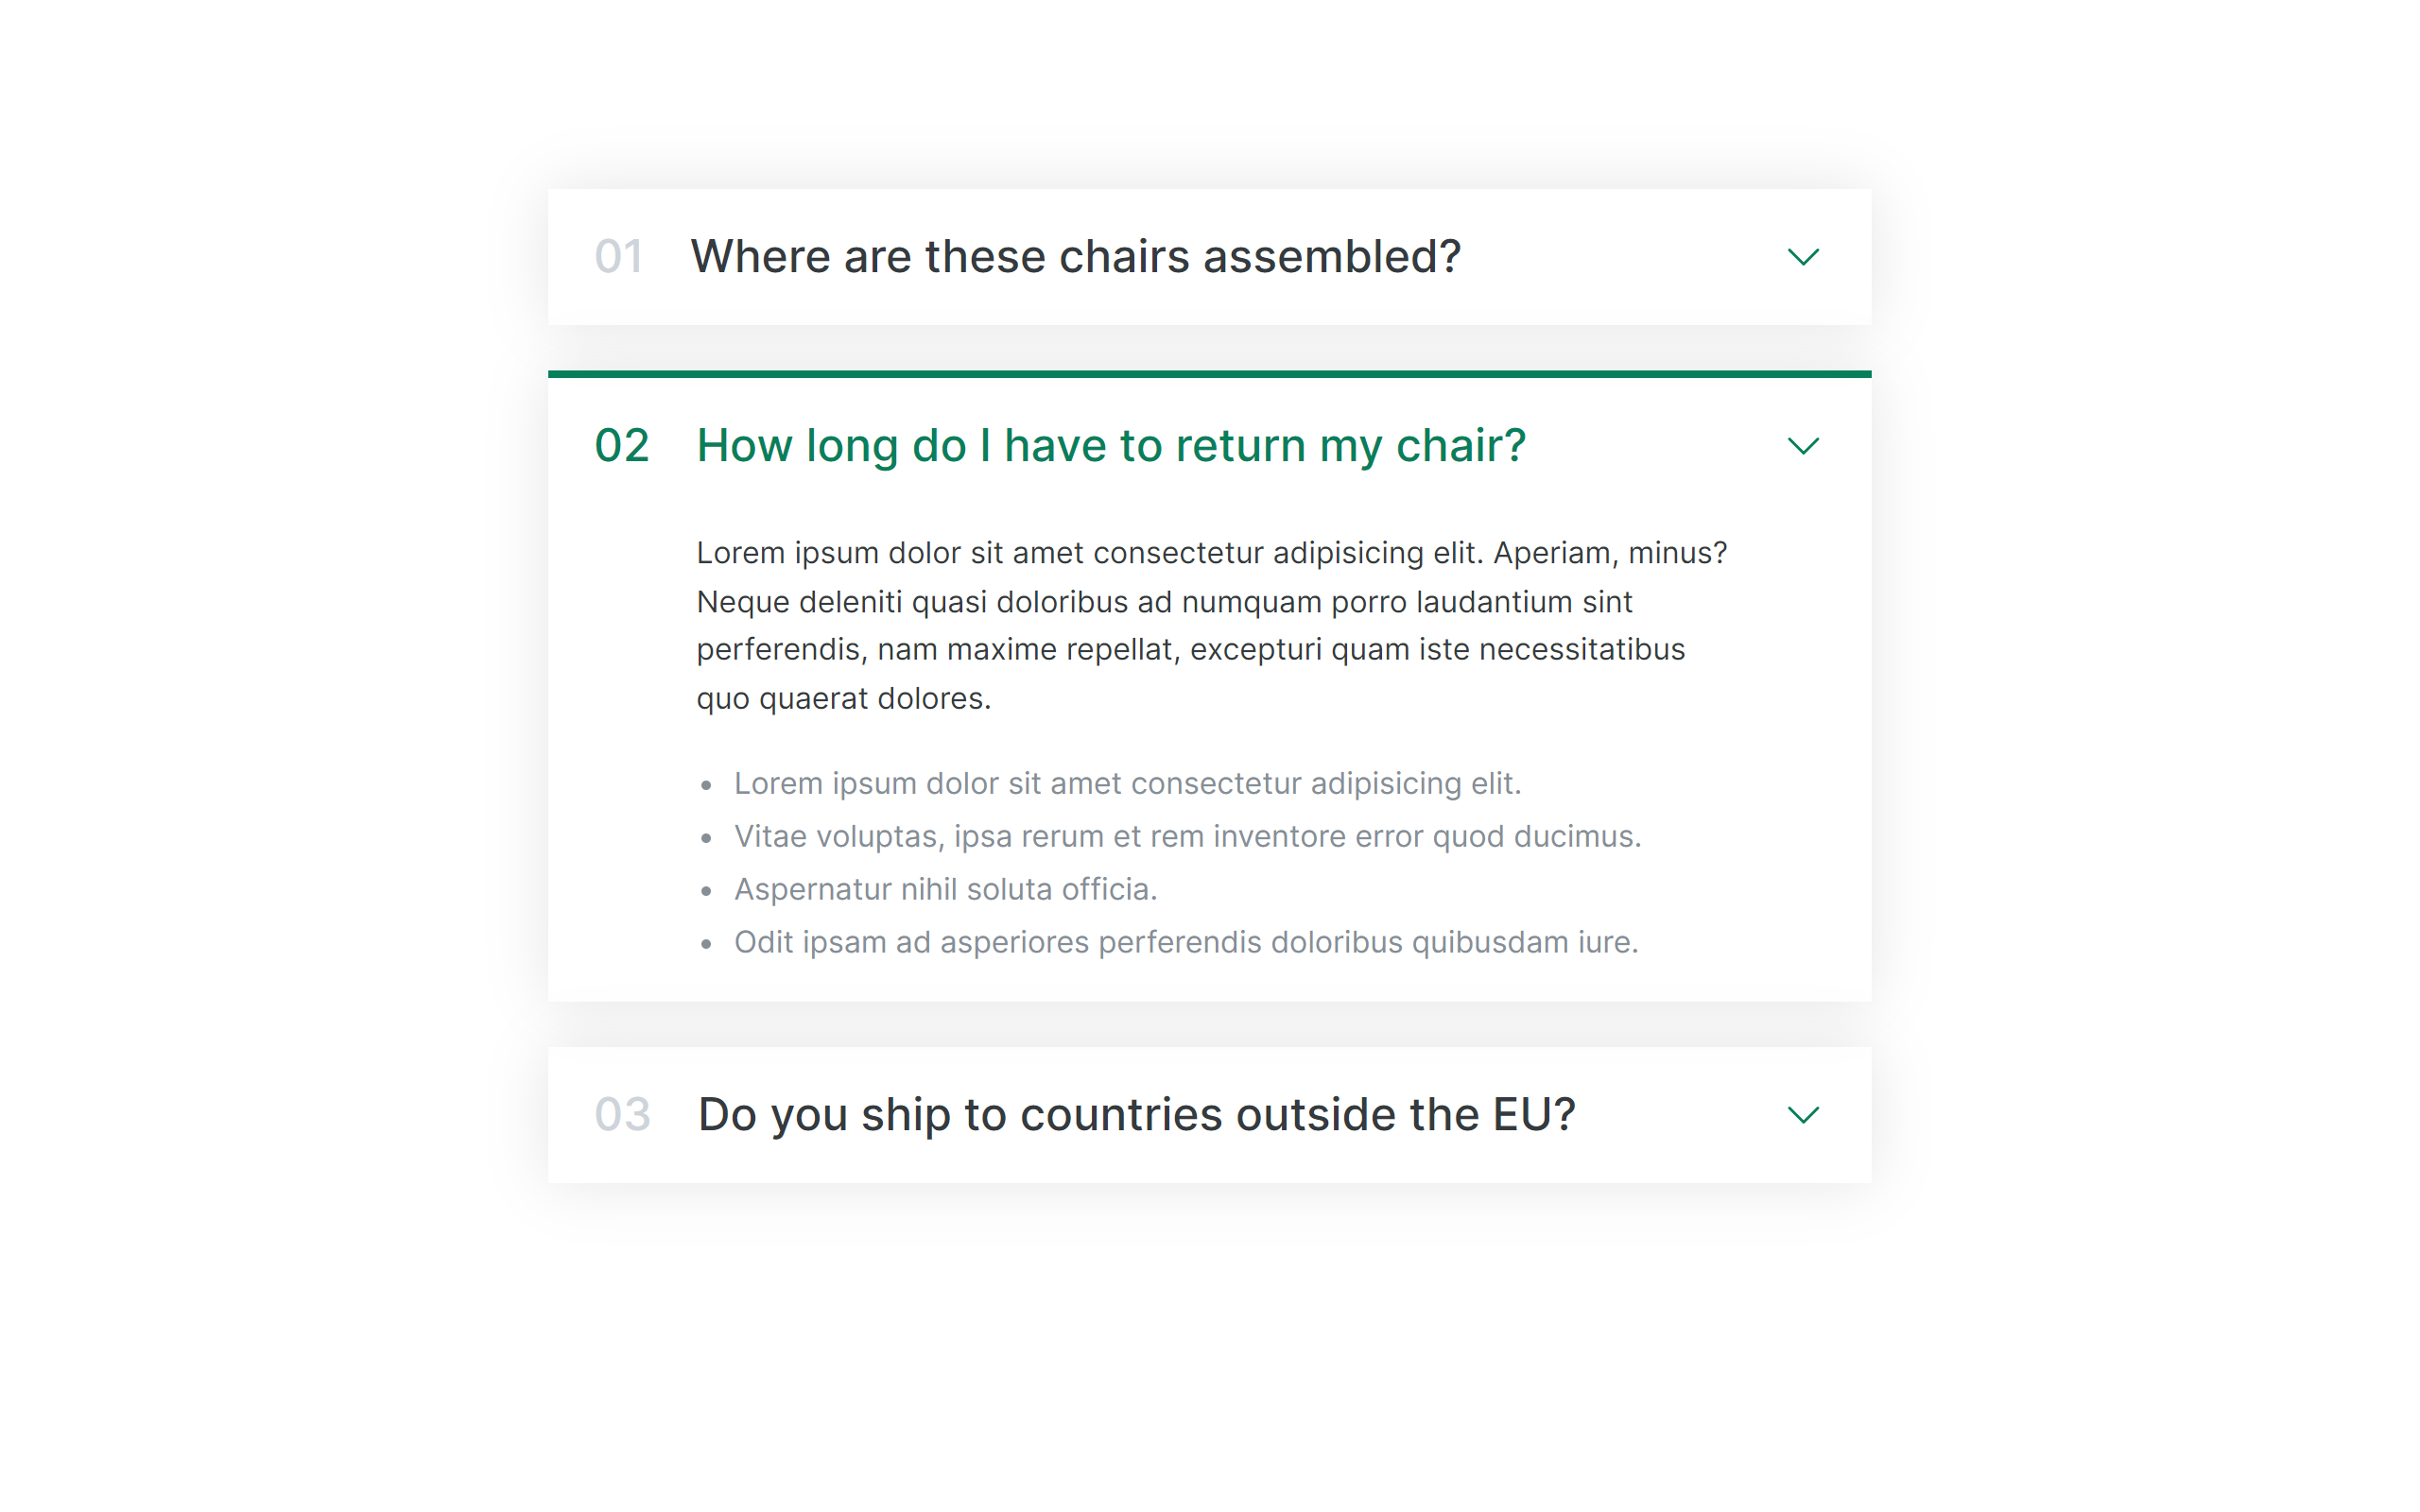 01 Where are these chairs assembled?
02 How long do I have to return my chair?
Lorem ipsum dolor sit amet consectetur adipisicing elit. Aperiam, minus?
Neque deleniti quasi doloribus ad numquam porro laudantium sint
perferendis, nam maxime repellat, excepturi quam iste necessitatibus
quo quaerat dolores.
• Lorem ipsum dolor sit amet consectetur adipisicing elit.
• Vitae voluptas, ipsa rerum et rem inventore error quod ducimus.
• Aspernatur nihil soluta officia.
• Odit ipsam ad asperiores perferendis doloribus quibusdam iure.
03 Do you ship to countries outside the EU?